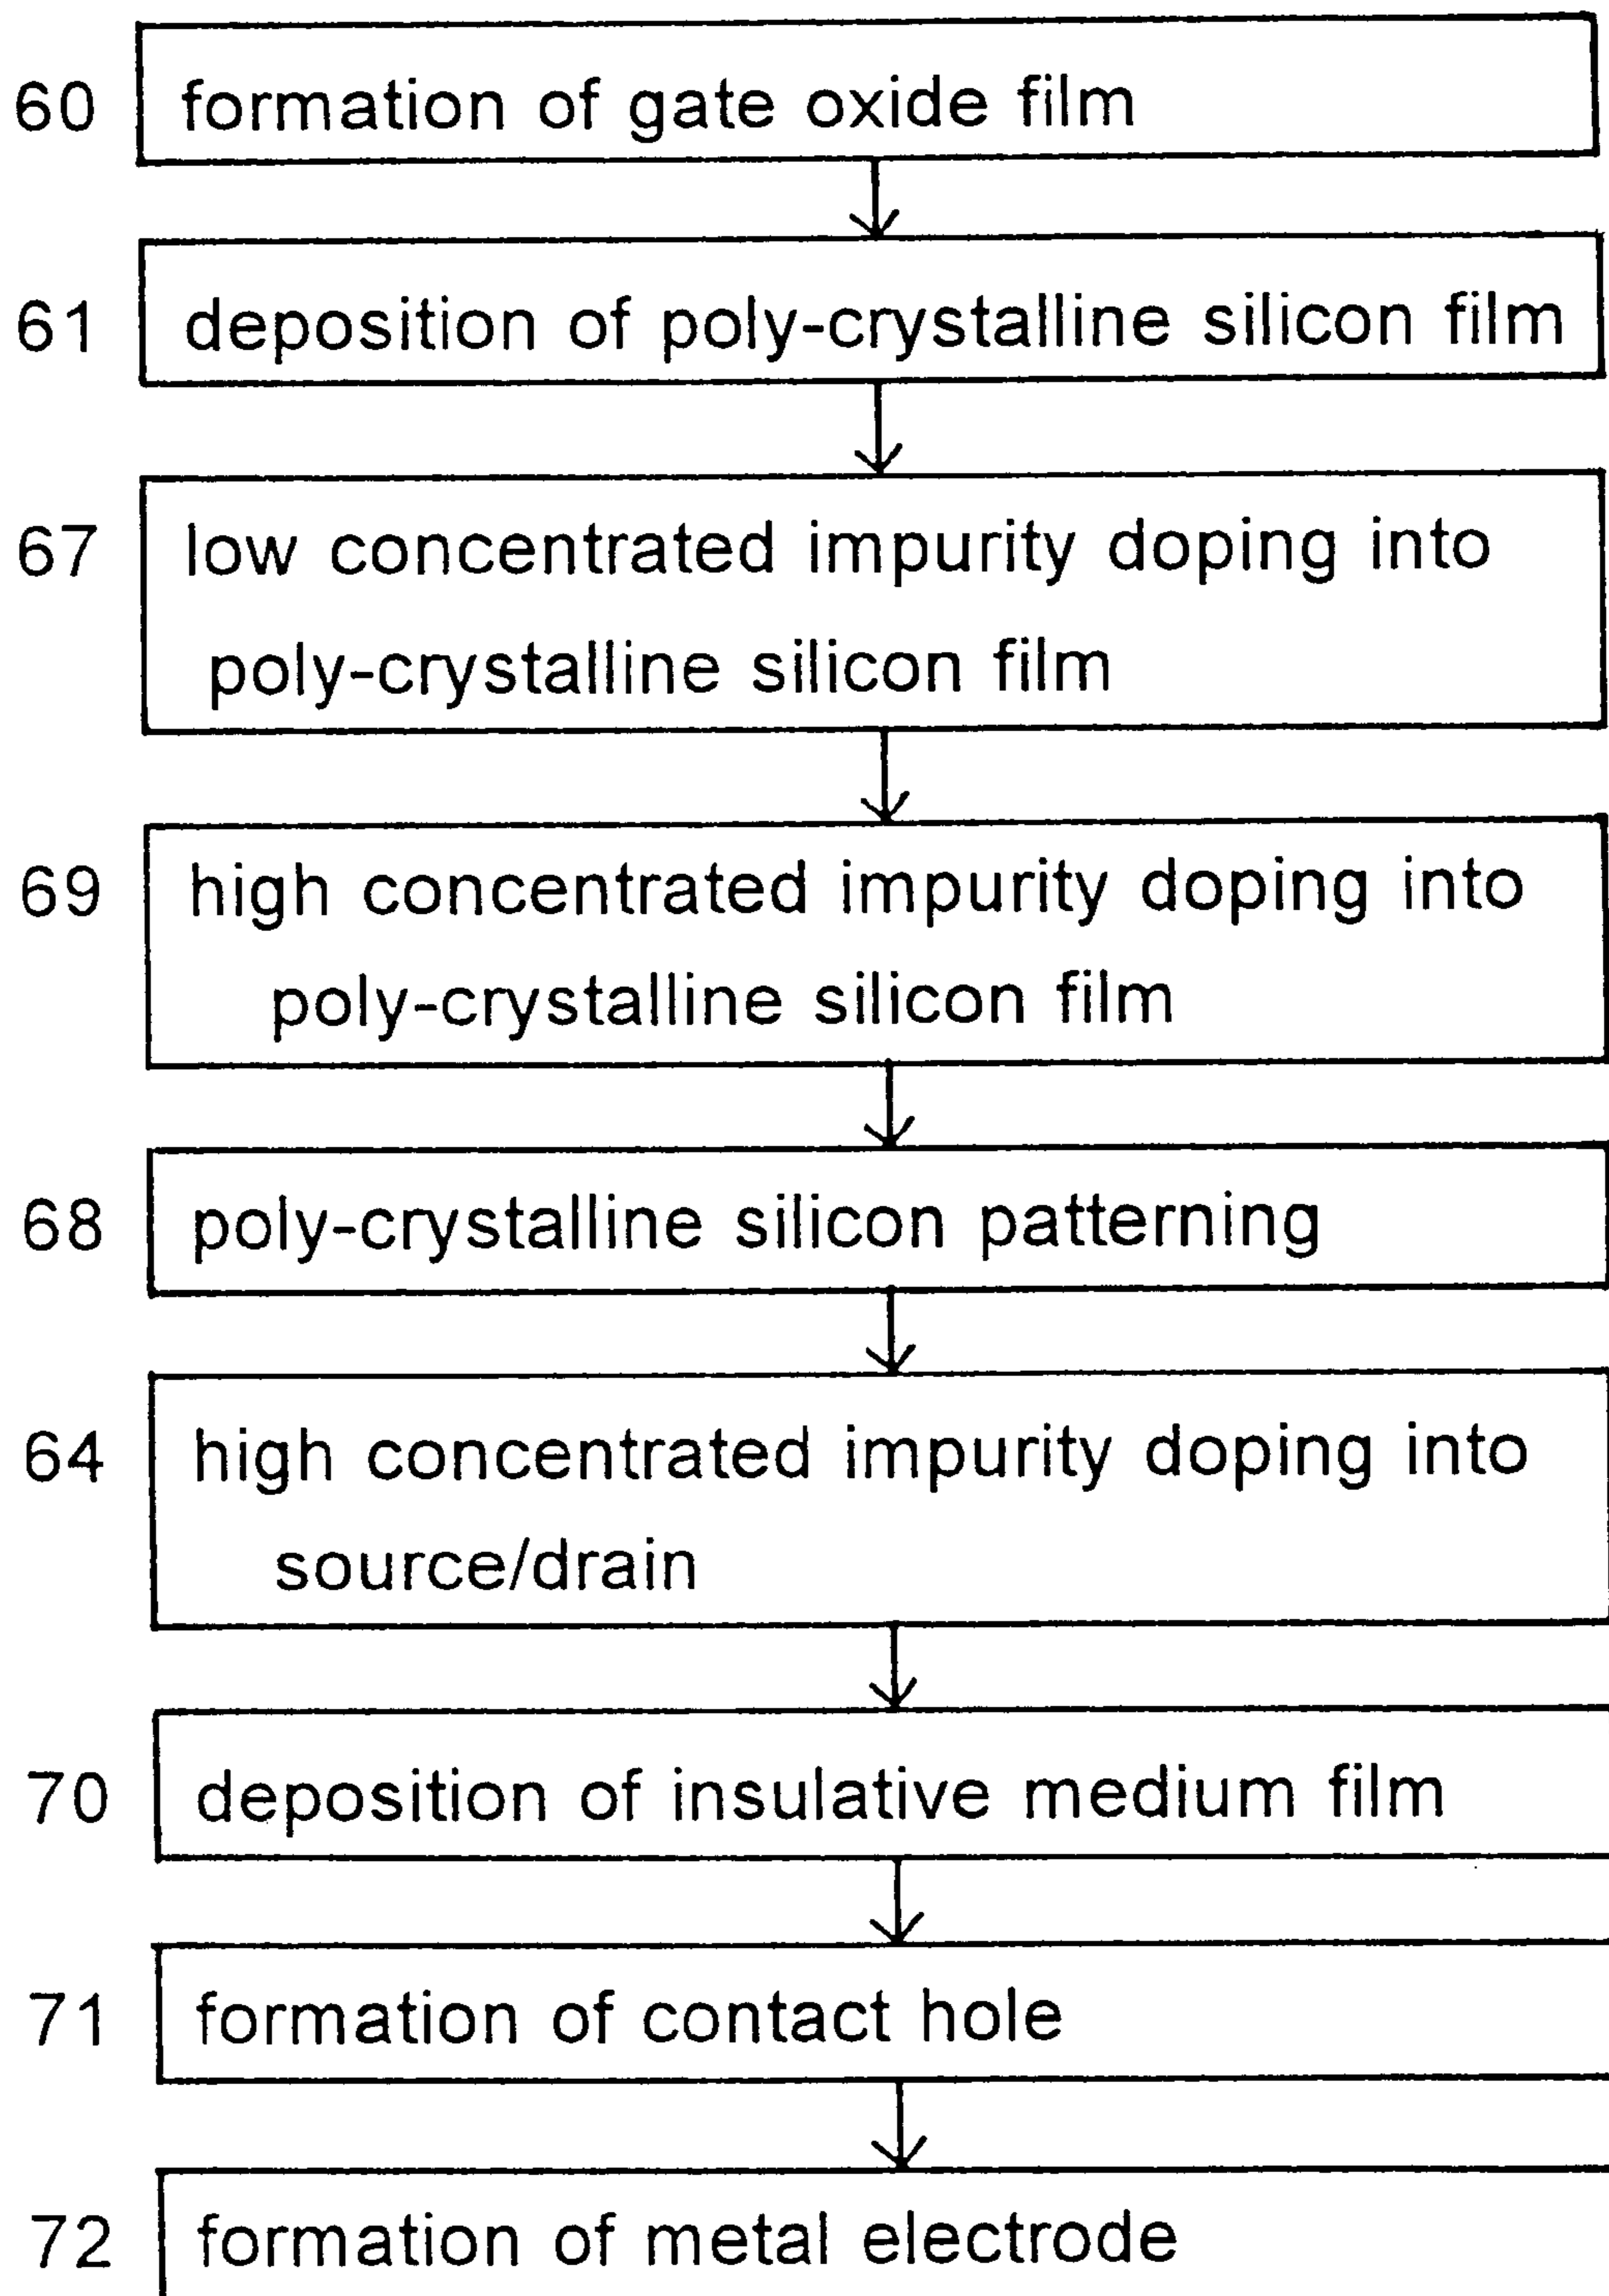 60 formation of gate oxide film
61 deposition of poly-crystalline silicon film
67 low concentrated impurity doping into
poly-crystalline silicon film
69 high concentrated impurity doping into
poly-crystalline silicon film
68 poly-crystalline silicon patterning
64 high concentrated impurity doping into
source/drain
70 deposition of insulative medium film
71 formation of contact hole
72 formation of metal electrode